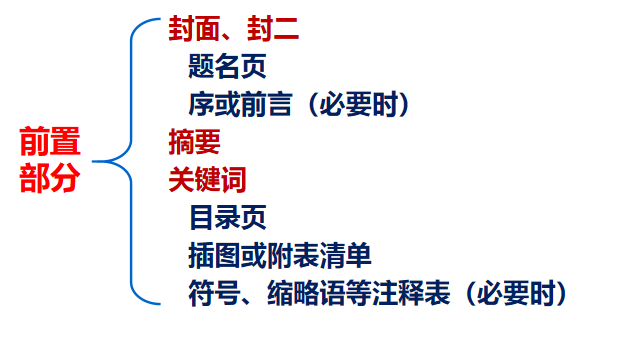 前置
部分
封面、封二
题名页
序或前言（必要时）
摘要
关键词
目录页
插图或附表清单
符号、缩略语等注释表（必要时）